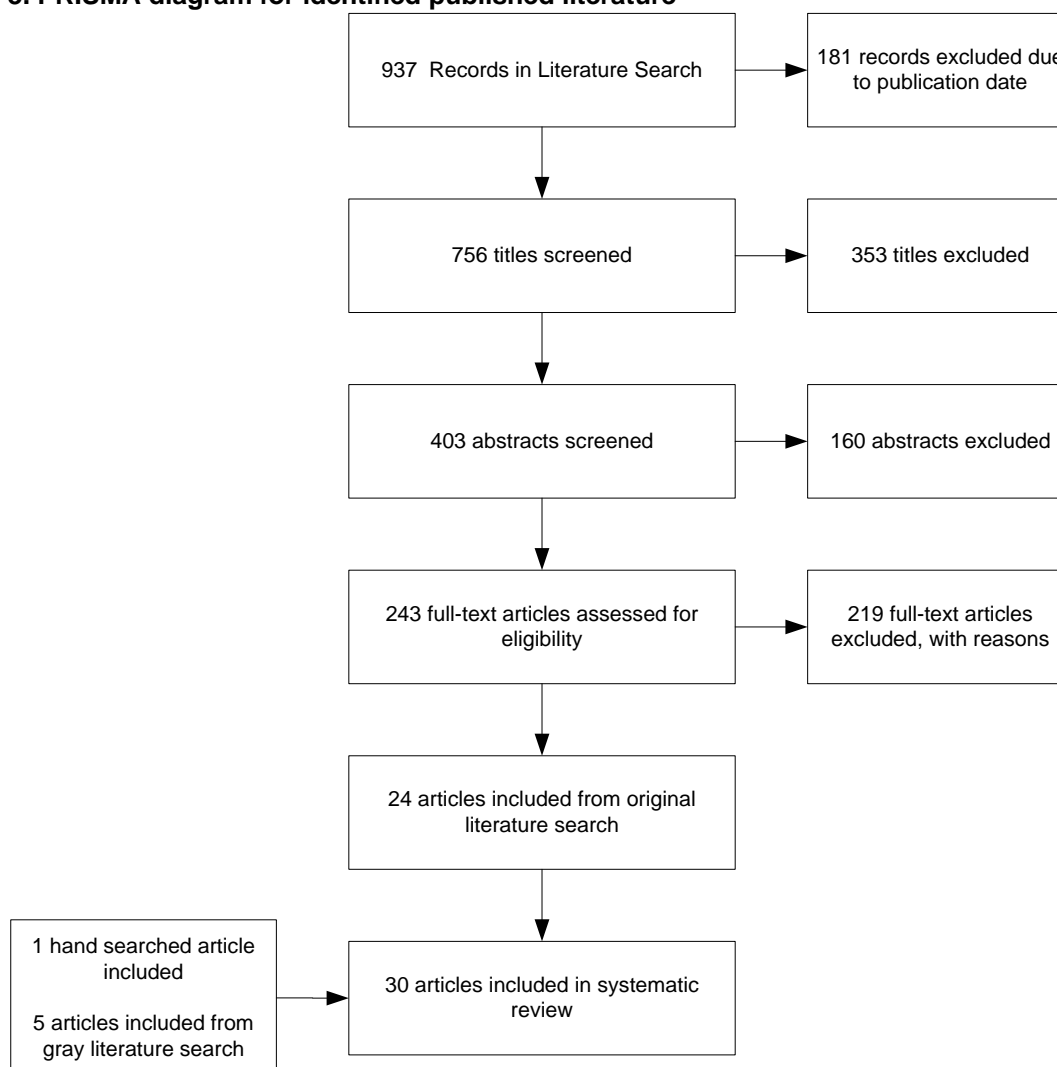 PRISMA diagram for identified published literature
937 Records in Literature Search
181 records excluded due
to publication date
756 titles screened
353 titles excluded
403 abstracts screened
160 abstracts excluded
243 full-text articles assessed for
eligibility
219 full-text articles
excluded, with reasons
24 articles included from original
literature search
1 hand searched article
included
5 articles included from
gray literature search
30 articles included in systematic
review